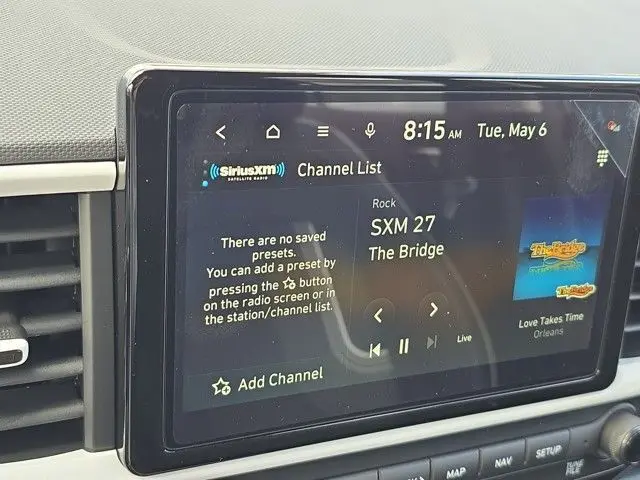 8:15 AM Tue, May 6
((SiriusXM))
SATELLITE RADIO
Channel List
There are no saved
presets.
You can add a preset by
pressing the button
on the radio screen or in
the station/channel list.
Add Channel
Rock
SXM 27
The Bridge
Live
The Bridge
The Bridge
Love Takes Time
Orleans
MAP
NAV
SETUP
TUNE
FILE